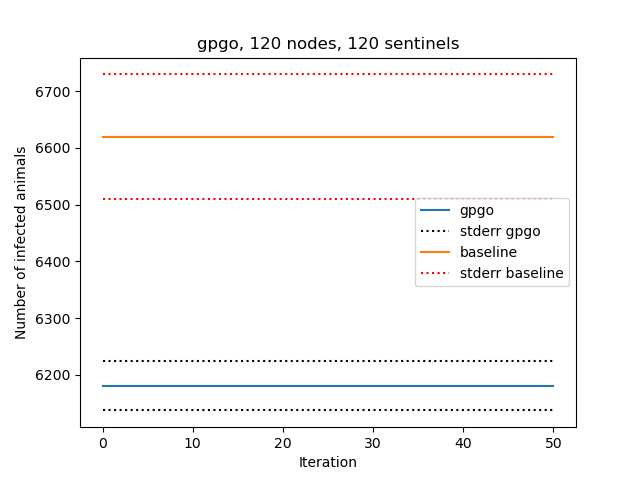 gpgo, 120 nodes, 120 sentinels
Number of infected animals
6700
6600
6500
6400
6300
6200
gpgo
stderr gpgo
baseline
stderr baseline
0 10 20 30 40 50
Iteration